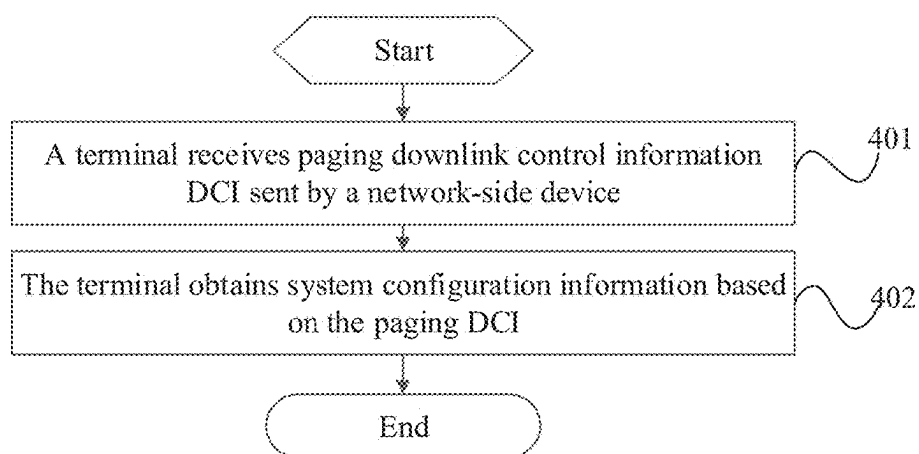 Start
A terminal receives paging downlink control information
DCI sent by a network-side device
401
The terminal obtains system configuration information based
on the paging DCI
402
End